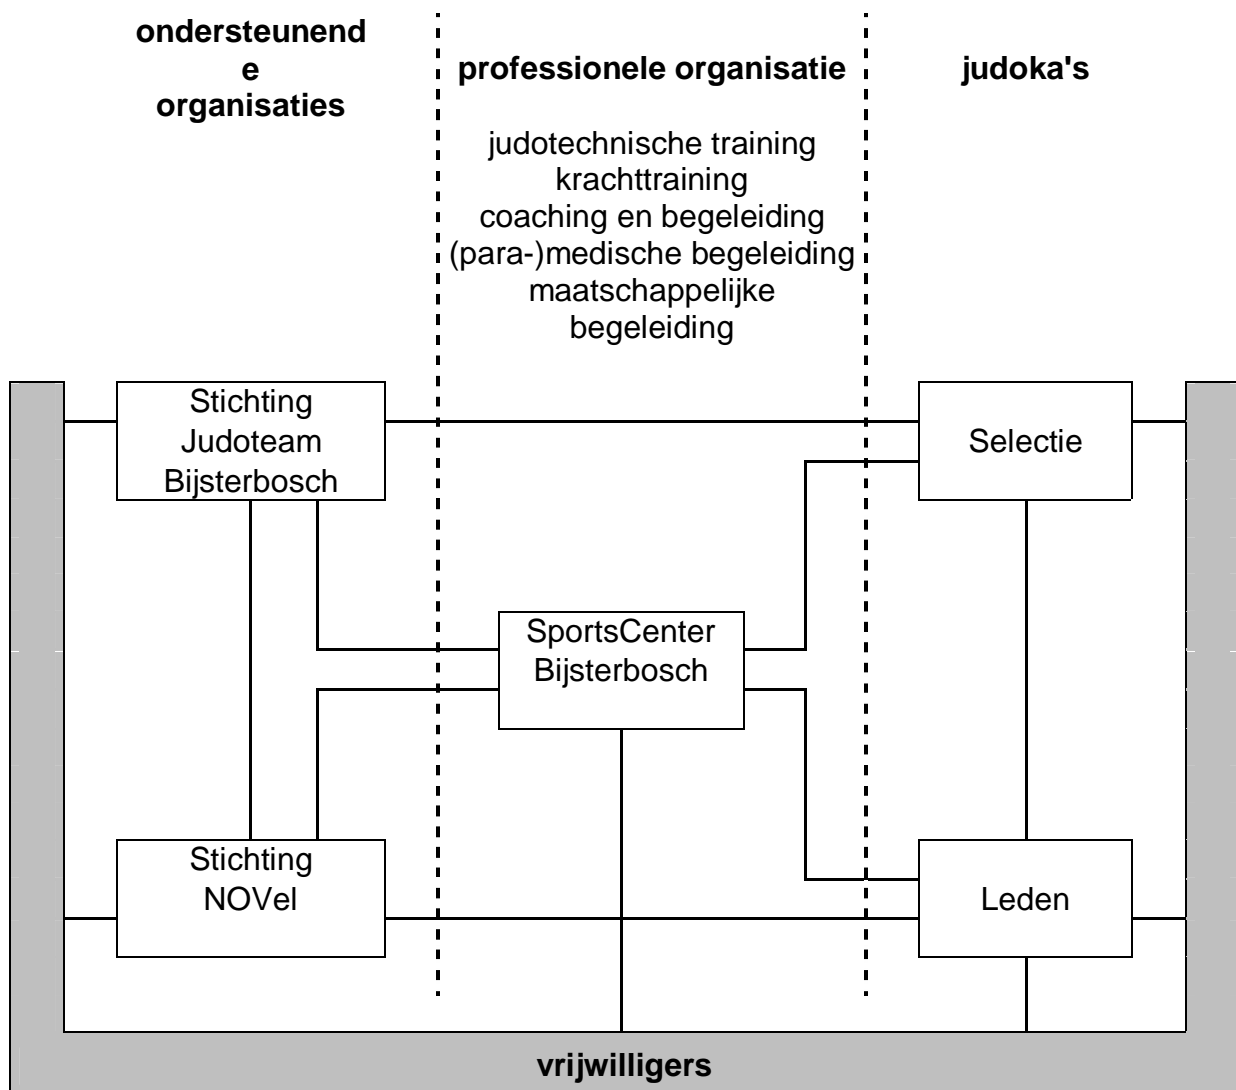 ondersteunend
e
organisaties
professionele organisatie
judotechnische training
krachttraining
coaching en begeleiding
(para-)medische begeleiding
maatschappelijke
begeleiding
judoka's
Stichting
Judoteam
Bijsterbosch
Selectie
SportsCenter
Bijsterbosch
Stichting
NOVel
Leden
vrijwilligers